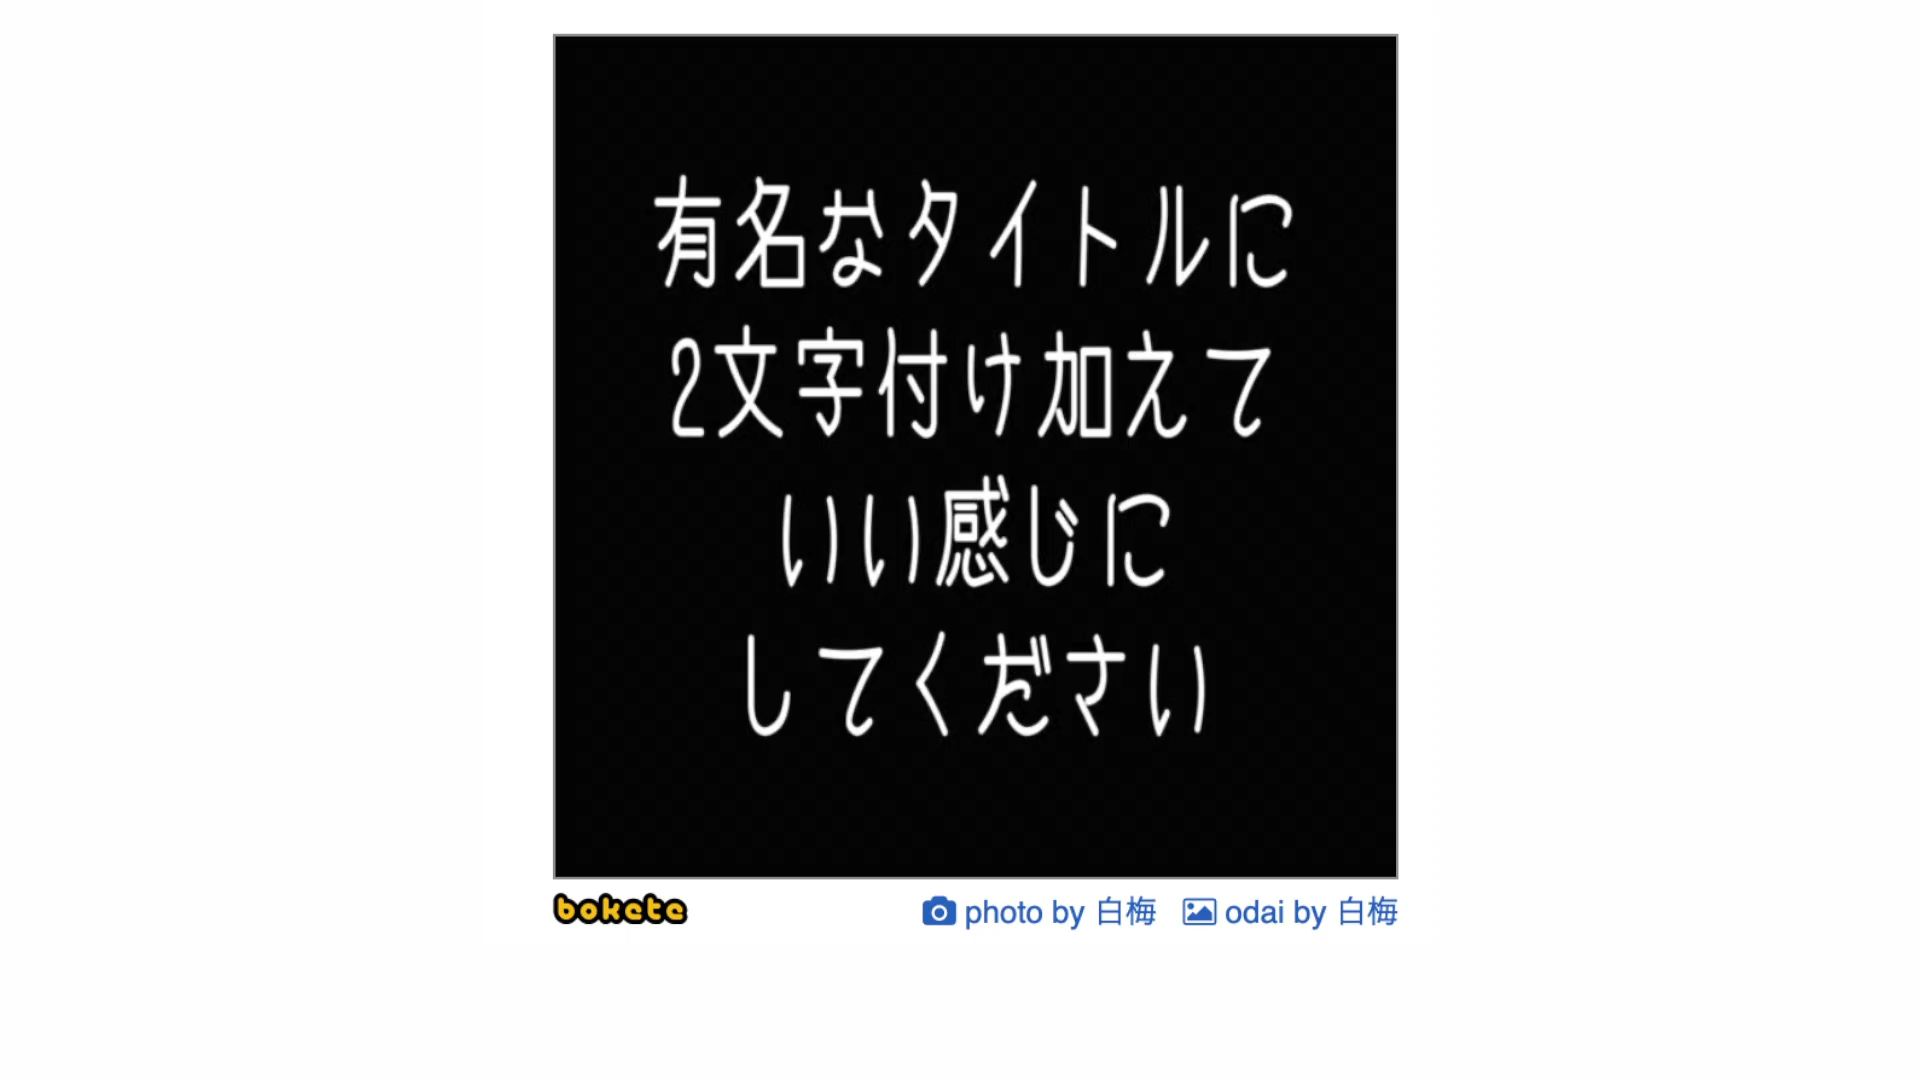 有名なタイトルに
2文字付け加えて
いい感じに
してください
bokete
photo by 白梅 odai by 白梅